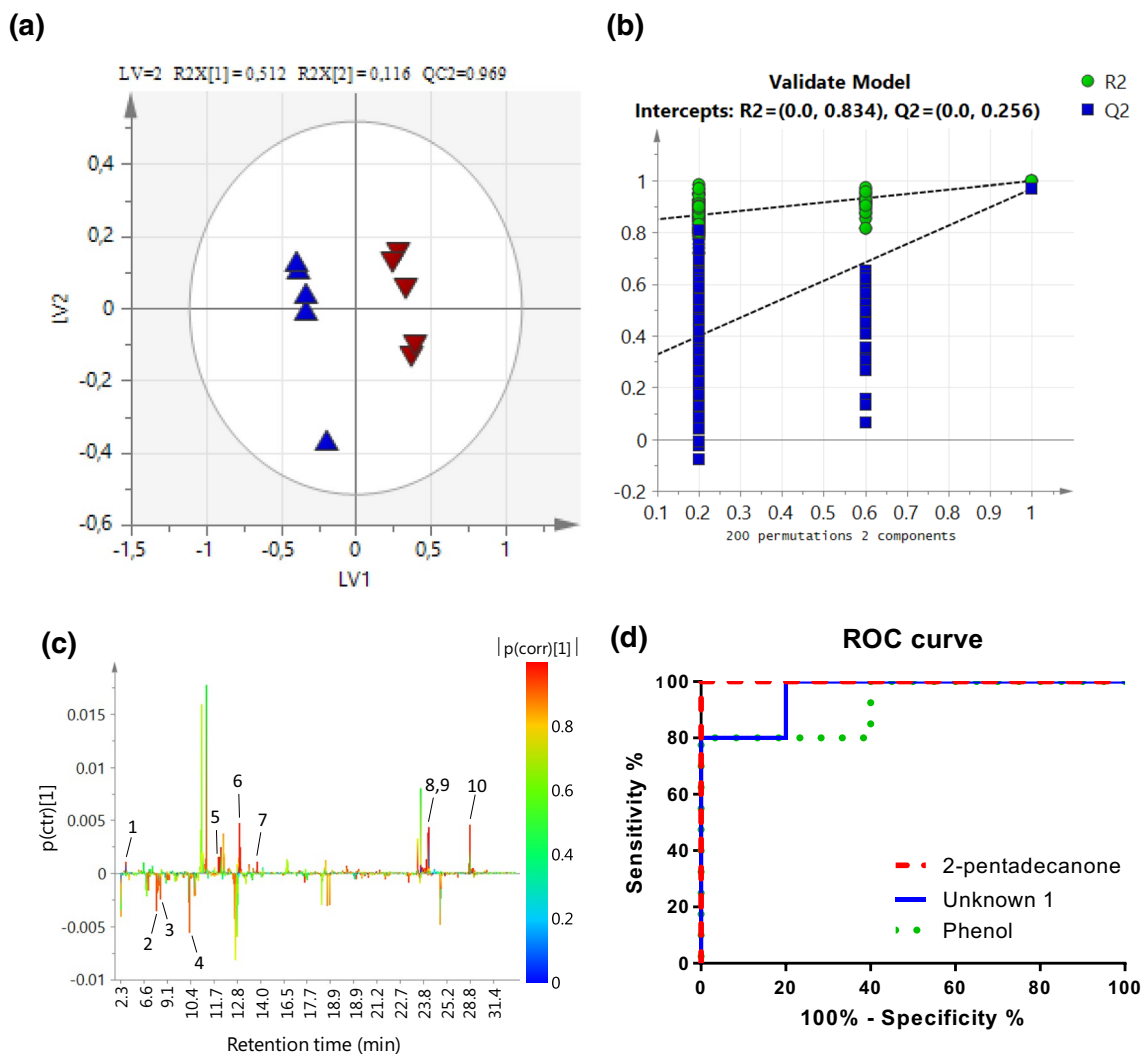 (a)
LV=2 R2X[1]=0,512 R2X[2]=0,116 QC2=0.969
0,4
0,2
0
-0,2
-0,4
-0,6
LV2
-1,5 -1 -0,5 0 0,5 1
LV1
(b)
Validate Model
Intercepts: R2=(0.0, 0.834), Q2=(0.0, 0.256)
R2
Q2
1
0.8
0.6
0.4
0.2
0
-0.2
0.1 0.2 0.3 0.4 0.5 0.6 0.7 0.8 0.9 1
200 permutations 2 components
(c)
|p(corr)[1]|
0.8
0.6
0.4
0.2
0
p(ctr)[1]
0.015
0.01
0.005
0
-0.005
-0.01
1
2
3
4
5
6
7
8,9
10
2.3 6.6 9.1 10.4 11.7 12.8 14.0 16.5 17.7 18.9 19.9 21.2 22.7 23.8 25.2 28.8 31.4
Retention time (min)
(d)
ROC curve
Sensitivity %
100
80
60
40
20
0
2-pentadecanone
Unknown 1
Phenol
0 20 40 60 80 100
100% - Specificity %